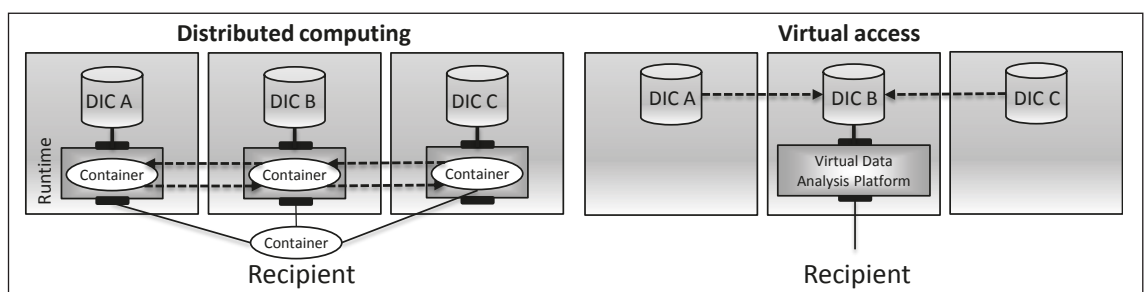 Distributed computing
DIC A
DIC B
DIC C
Runtime
Container
Container
Container
Container
Recipient
Virtual access
DIC A
DIC B
DIC C
Virtual Data
Analysis Platform
Recipient